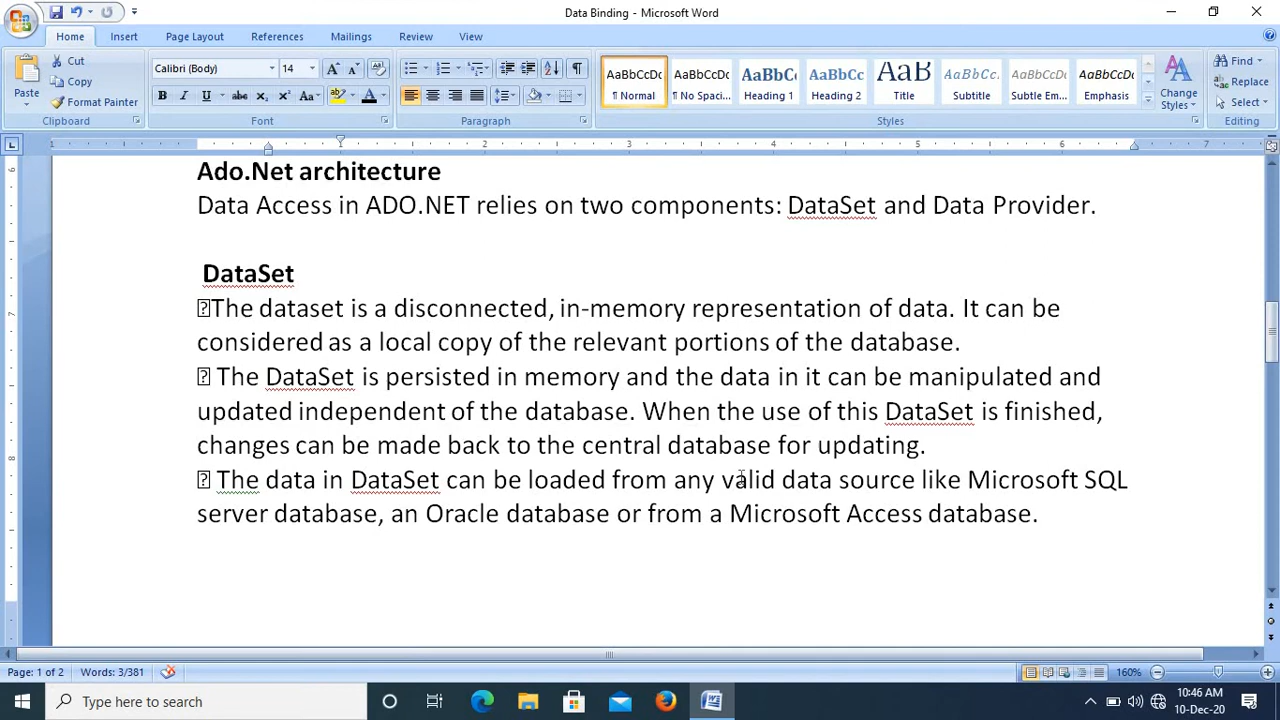 Data Binding - Microsoft Word
Home Insert Page Layout References Mailings Review View
Paste Cut Copy Format Painter Clipboard
Calibri (Body) 14 Font
Paragraph
AaBbCcDc AaBbCcDc AaBbCc AaBbCc AaB AaBbCc. AaBbCcDc AaBbCcDc
¶ Normal ¶ No Spaci... Heading 1 Heading 2 Title Subtitle Subtle Em... Emphasis
Change Styles Styles
Find Replace Select Editing
Ado.Net architecture
Data Access in ADO.NET relies on two components: DataSet and Data Provider.
DataSet
The dataset is a disconnected, in-memory representation of data. It can be
considered as a local copy of the relevant portions of the database.
The DataSet is persisted in memory and the data in it can be manipulated and
updated independent of the database. When the use of this DataSet is finished,
changes can be made back to the central database for updating.
The data in DataSet can be loaded from any valid data source like Microsoft SQL
server database, an Oracle database or from a Microsoft Access database.
Page: 1 of 2 Words: 3/381 160%
Type here to search
10:46 AM
10-Dec-20